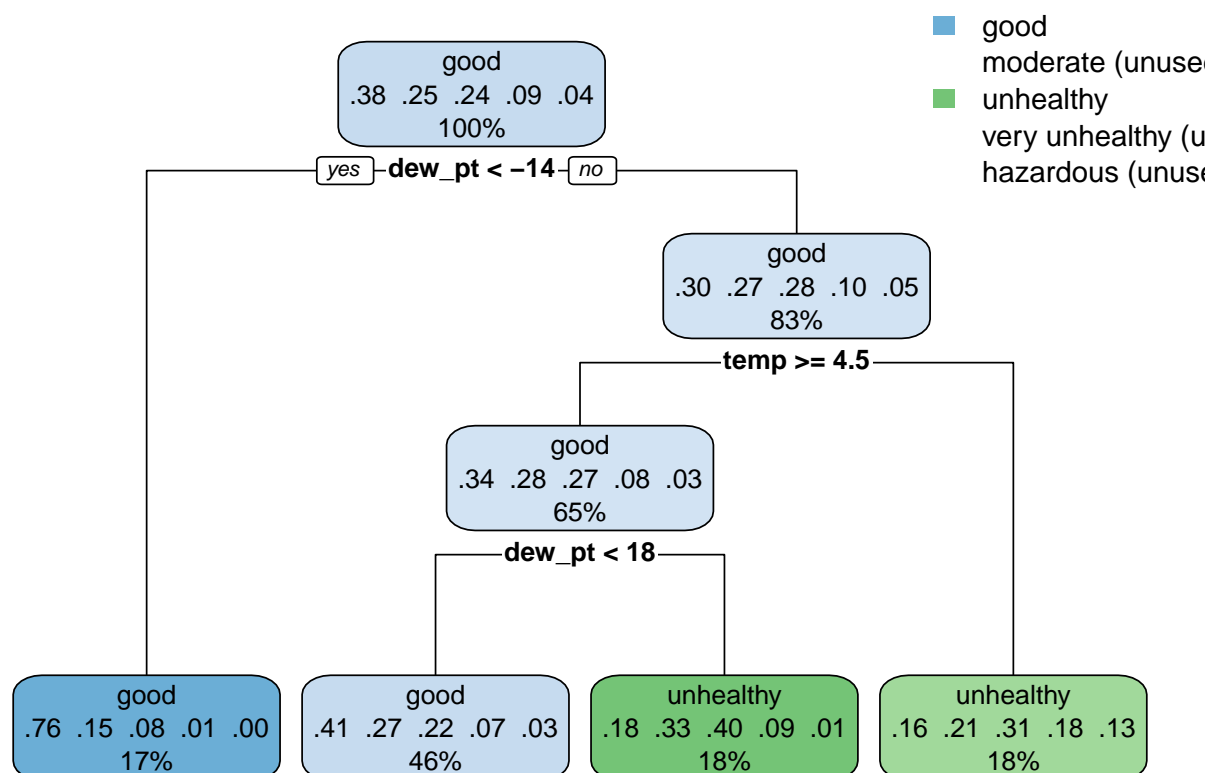 good
moderate (unused
unhealthy
very unhealthy (u
hazardous (unuse
good
.38 .25 .24 .09 .04
100%
yes dew_pt < −14 no
good
.30 .27 .28 .10 .05
83%
temp >= 4.5
good
.34 .28 .27 .08 .03
65%
dew_pt < 18
good
.76 .15 .08 .01 .00
17%
good
.41 .27 .22 .07 .03
46%
unhealthy
.18 .33 .40 .09 .01
18%
unhealthy
.16 .21 .31 .18 .13
18%